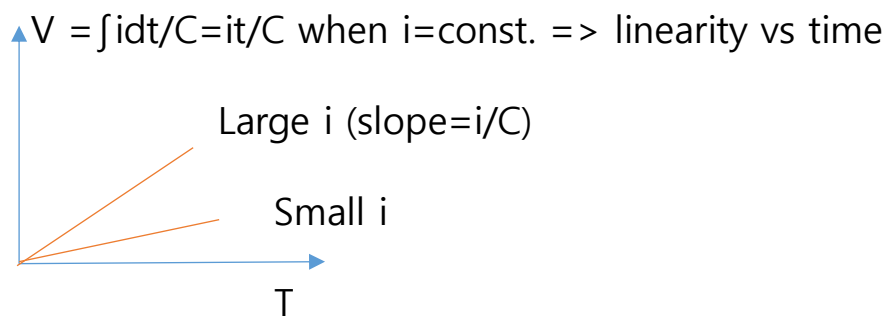 V =∫idt/C=it/C when i=const. => linearity vs time
Large i (slope=i/C)
Small i
T